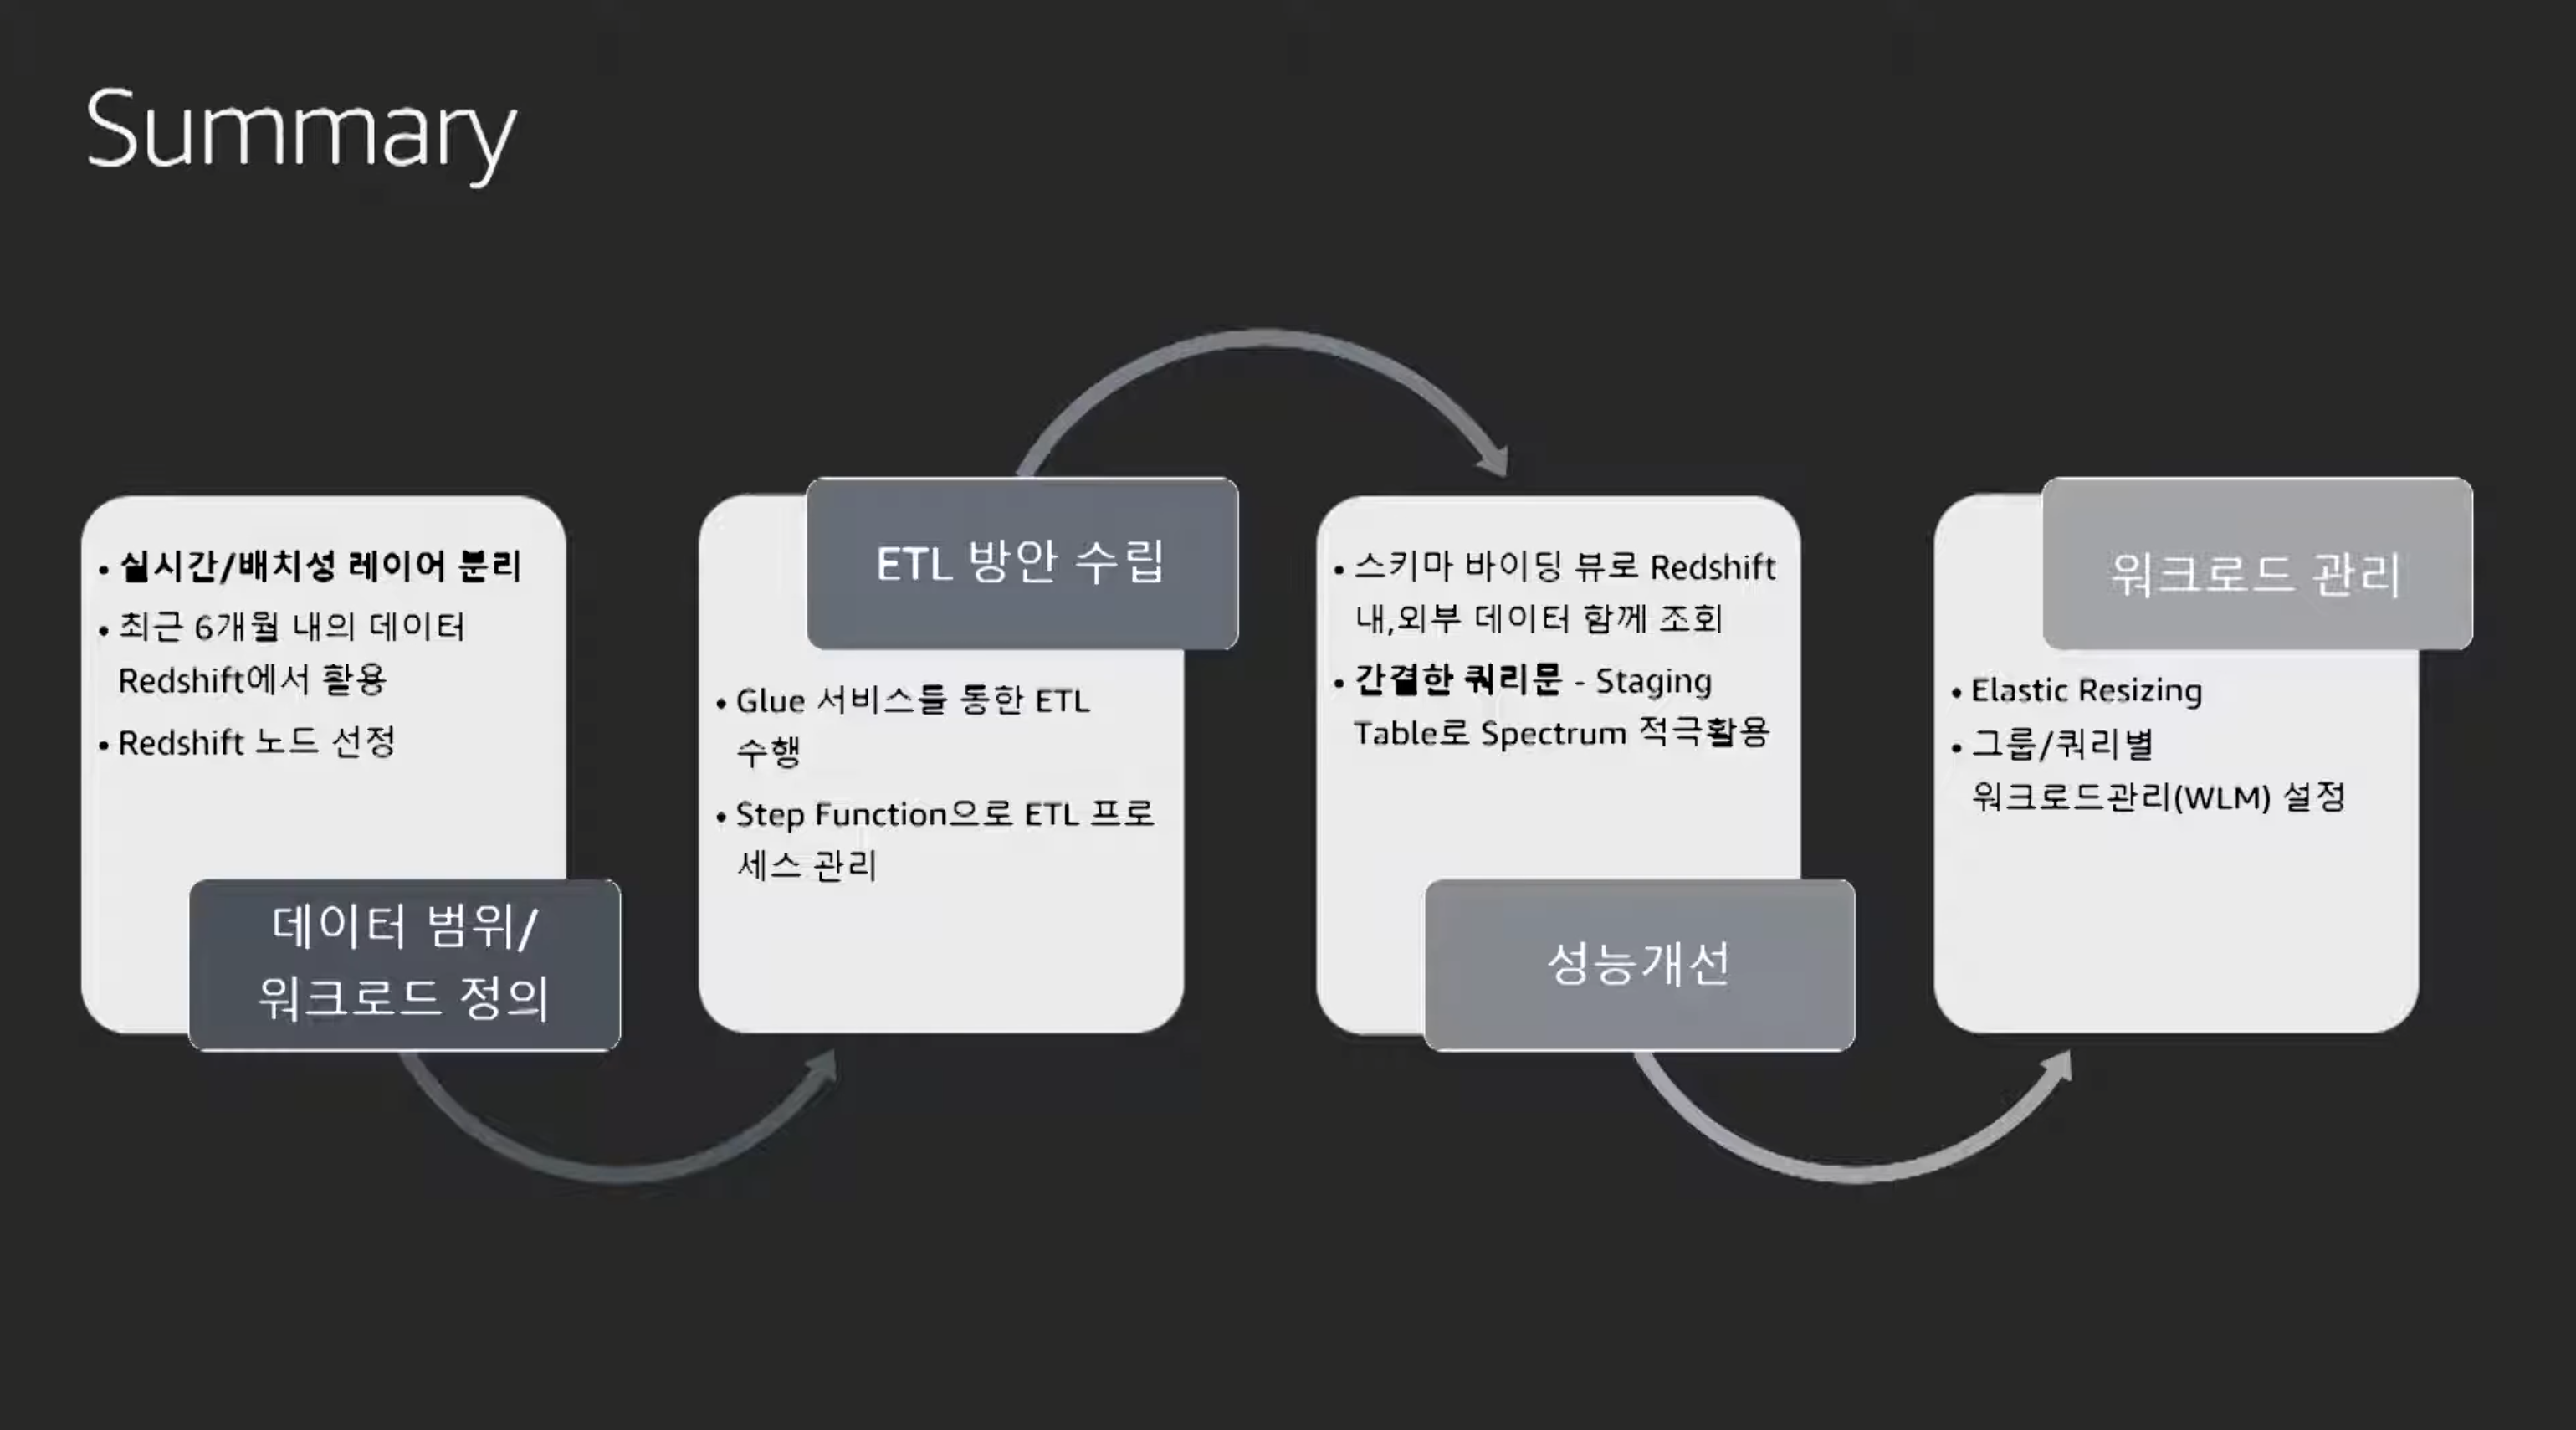 Summary
• 실시간/배치성 레이어 분리
• 최근 6개월 내의 데이터
Redshift에서 활용
• Redshift 노드 선정
데이터 범위/
워크로드 정의
ETL 방안 수립
• Glue 서비스를 통한 ETL
수행
• Step Function으로 ETL 프로
세스 관리
• 스키마 바이딩 뷰로 Redshift
내,외부 데이터 함께 조회
• 간결한 쿼리문 - Staging
Table로 Spectrum 적극활용
성능개선
워크로드 관리
• Elastic Resizing
• 그룹/쿼리별
워크로드관리(WLM) 설정